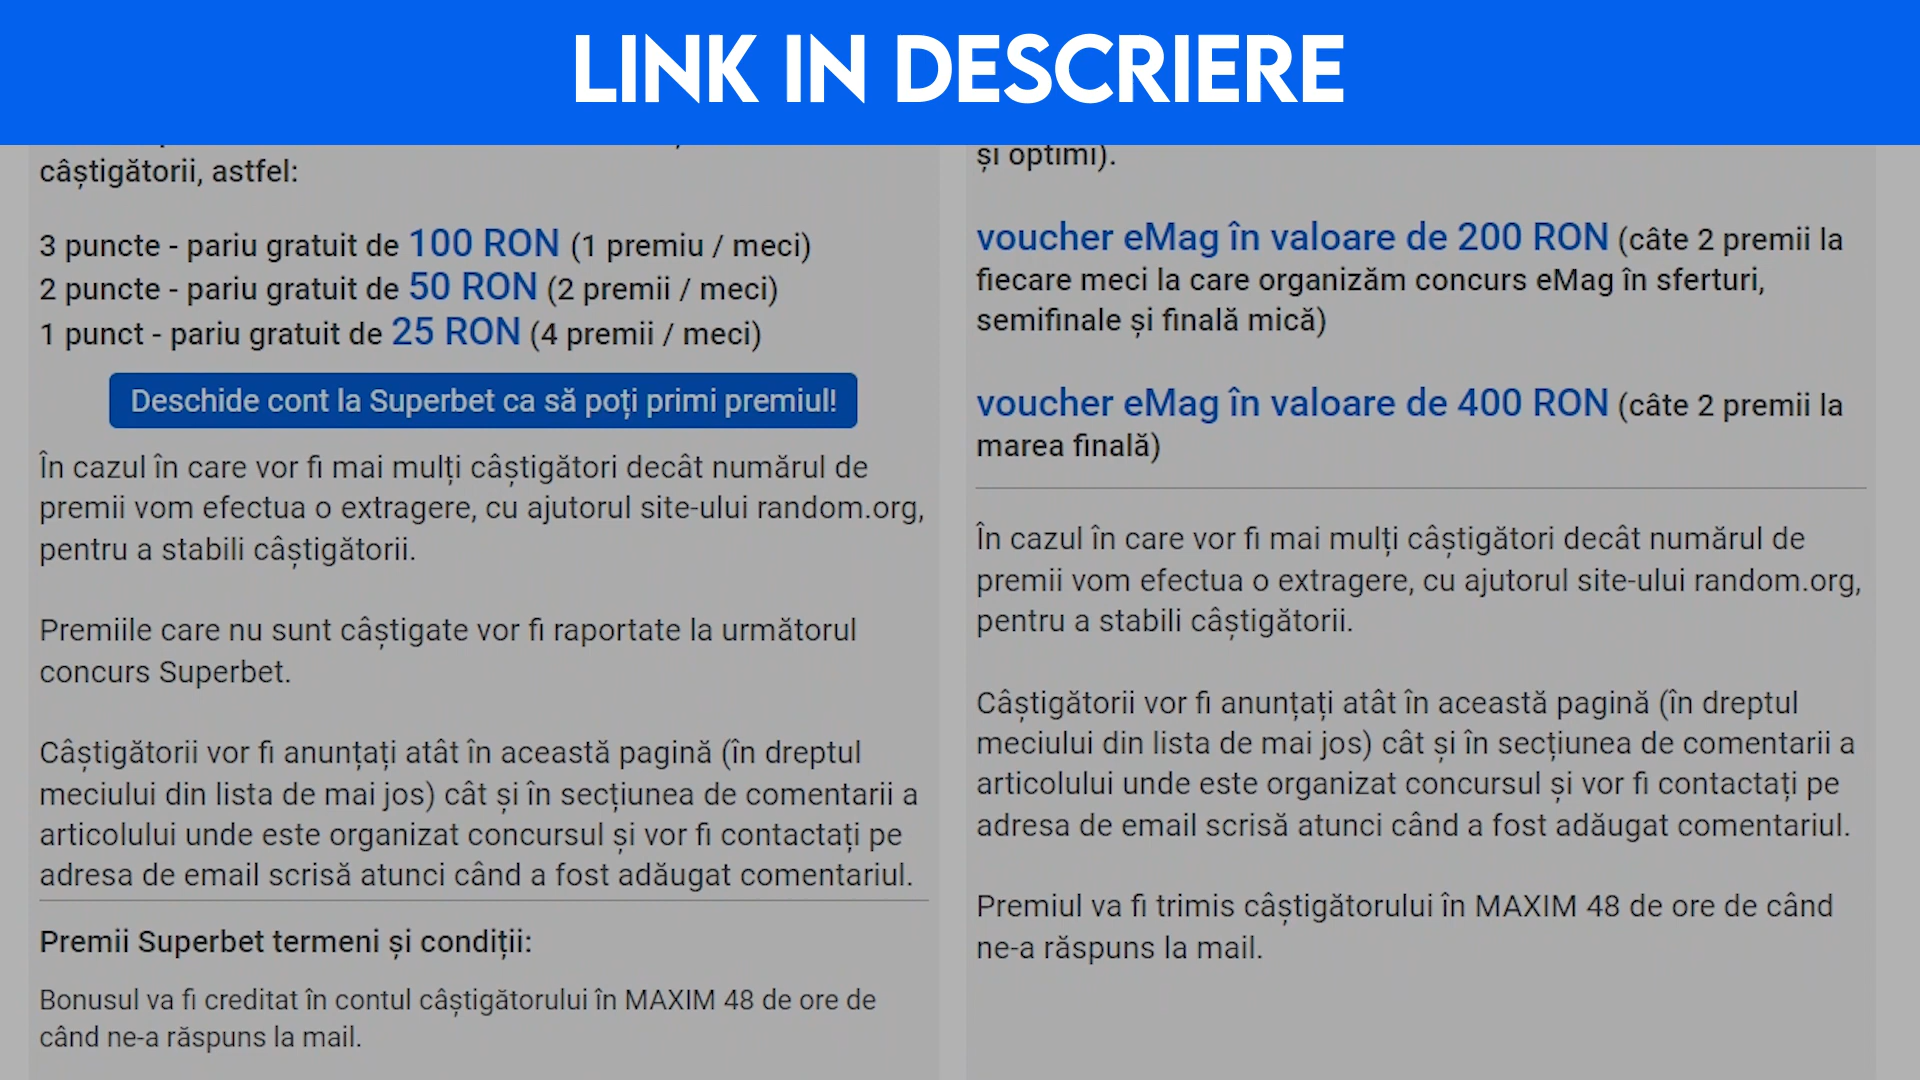 LINK IN DESCRIERE
câștigătorii, astfel:
3 puncte - pariu gratuit de 100 RON (1 premiu / meci)
2 puncte - pariu gratuit de 50 RON (2 premii / meci)
1 punct - pariu gratuit de 25 RON (4 premii / meci)
Deschide cont la Superbet ca să poți primi premiul!
În cazul în care vor fi mai mulți câștigători decât numărul de
premii vom efectua o extragere, cu ajutorul site-ului random.org,
pentru a stabili câștigătorii.
Premiile care nu sunt câștigate vor fi raportate la următorul
concurs Superbet.
Câștigătorii vor fi anunțați atât în această pagină (în dreptul
meciului din lista de mai jos) cât și în secțiunea de comentarii a
articolului unde este organizat concursul și vor fi contactați pe
adresa de email scrisă atunci când a fost adăugat comentariul.
Premii Superbet termeni și condiții:
Bonusul va fi creditat în contul câștigătorului în MAXIM 48 de ore de
când ne-a răspuns la mail.
și optimi).
voucher eMag în valoare de 200 RON (câte 2 premii la
fiecare meci la care organizăm concurs eMag în sferturi,
semifinale și finală mică)
voucher eMag în valoare de 400 RON (câte 2 premii la
marea finală)
În cazul în care vor fi mai mulți câștigători decât numărul de
premii vom efectua o extragere, cu ajutorul site-ului random.org,
pentru a stabili câștigătorii.
Câștigătorii vor fi anunțați atât în această pagină (în dreptul
meciului din lista de mai jos) cât și în secțiunea de comentarii a
articolului unde este organizat concursul și vor fi contactați pe
adresa de email scrisă atunci când a fost adăugat comentariul.
Premiul va fi trimis câștigătorului în MAXIM 48 de ore de când
ne-a răspuns la mail.